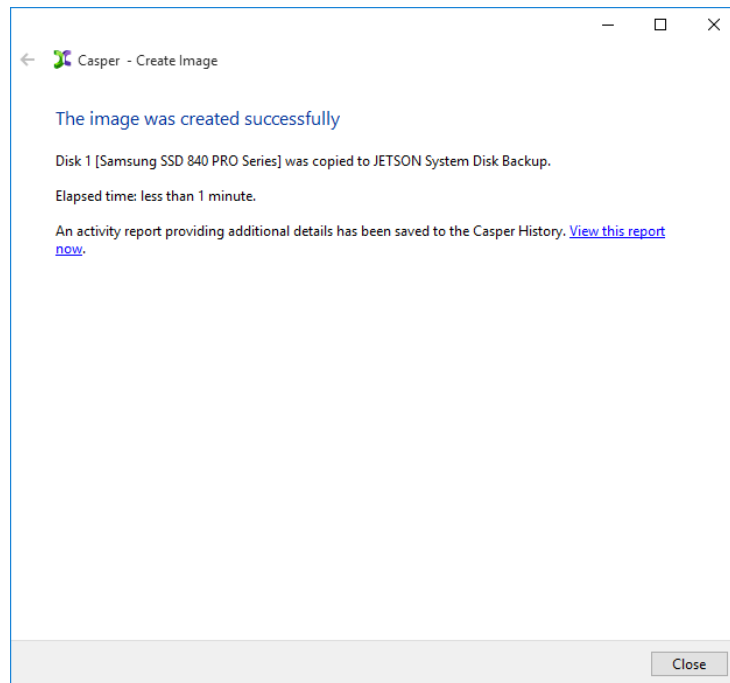 Casper - Create Image
The image was created successfully
Disk 1 [Samsung SSD 840 PRO Series] was copied to JETSON System Disk Backup.
Elapsed time: less than 1 minute.
An activity report providing additional details has been saved to the Casper History. View this report
now.
Close